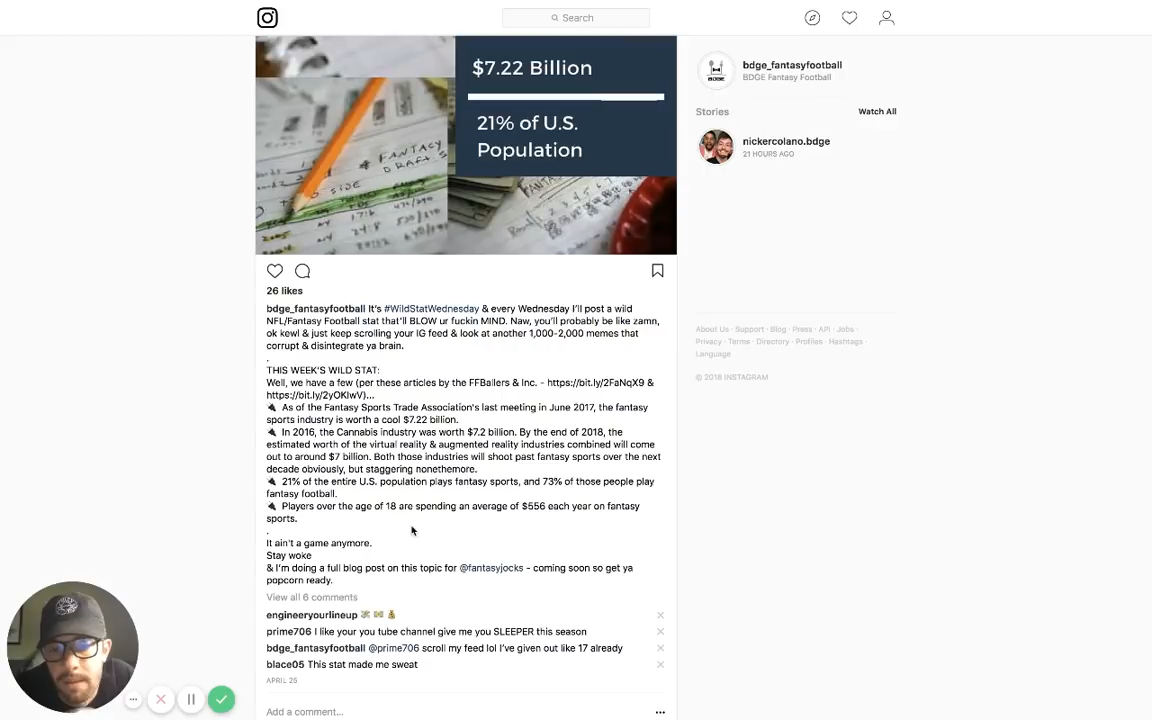 Search
$7.22 Billion
21% of U.S.
Population
FANTASY
DRAFTS
SIDE
bdge_fantasyfootball
BDGE Fantasy Football
Stories
Watch All
nickercolano.bdge
21 HOURS AGO
26 likes
bdge_fantasyfootball It's #WildStatWednesday & every Wednesday I'll post a wild
NFL/Fantasy Football stat that'll BLOW ur fuckin MIND. Naw, you'll probably be like zamn,
ok kewl & just keep scrolling your IG feed & look at another 1,000-2,000 memes that
corrupt & disintegrate ya brain.
.
THIS WEEK'S WILD STAT:
Well, we have a few (per these articles by the FFBallers & Inc. - https://bit.ly/2FaNqX9 &
https://bit.ly/2yOKIwV)...
As of the Fantasy Sports Trade Association's last meeting in June 2017, the fantasy
sports industry is worth a cool $7.22 billion.
In 2016, the Cannabis industry was worth $7.2 billion. By the end of 2018, the
estimated worth of the virtual reality & augmented reality industries combined will come
out to around $7 billion. Both those industries will shoot past fantasy sports over the next
decade obviously, but staggering nonethemore.
21% of the entire U.S. population plays fantasy sports, and 73% of those people play
fantasy football.
Players over the age of 18 are spending an average of $556 each year on fantasy
sports.
.
It ain't a game anymore.
Stay woke
& I'm doing a full blog post on this topic for @fantasyjocks - coming soon so get ya
popcorn ready.
View all 6 comments
engineeryourlineup
prime706 I like your you tube channel give me you SLEEPER this season
bdge_fantasyfootball @prime706 scroll my feed lol I've given out like 17 already
blace05 This stat made me sweat
APRIL 25
Add a comment...
About Us · Support · Blog · Press · API · Jobs ·
Privacy · Terms · Directory · Profiles · Hashtags ·
Language
© 2018 INSTAGRAM